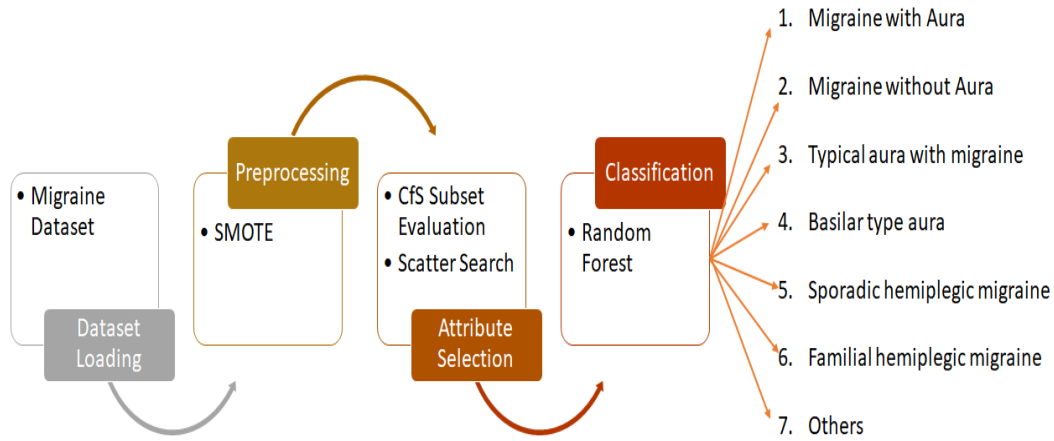 • Migraine
Dataset
Dataset
Loading
Preprocessing
• SMOTE
• CfS Subset
Evaluation
• Scatter Search
Attribute
Selection
Classification
• Random
Forest
1. Migraine with Aura
2. Migraine without Aura
3. Typical aura with migraine
4. Basilar type aura
5. Sporadic hemiplegic migraine
6. Familial hemiplegic migraine
7. Others